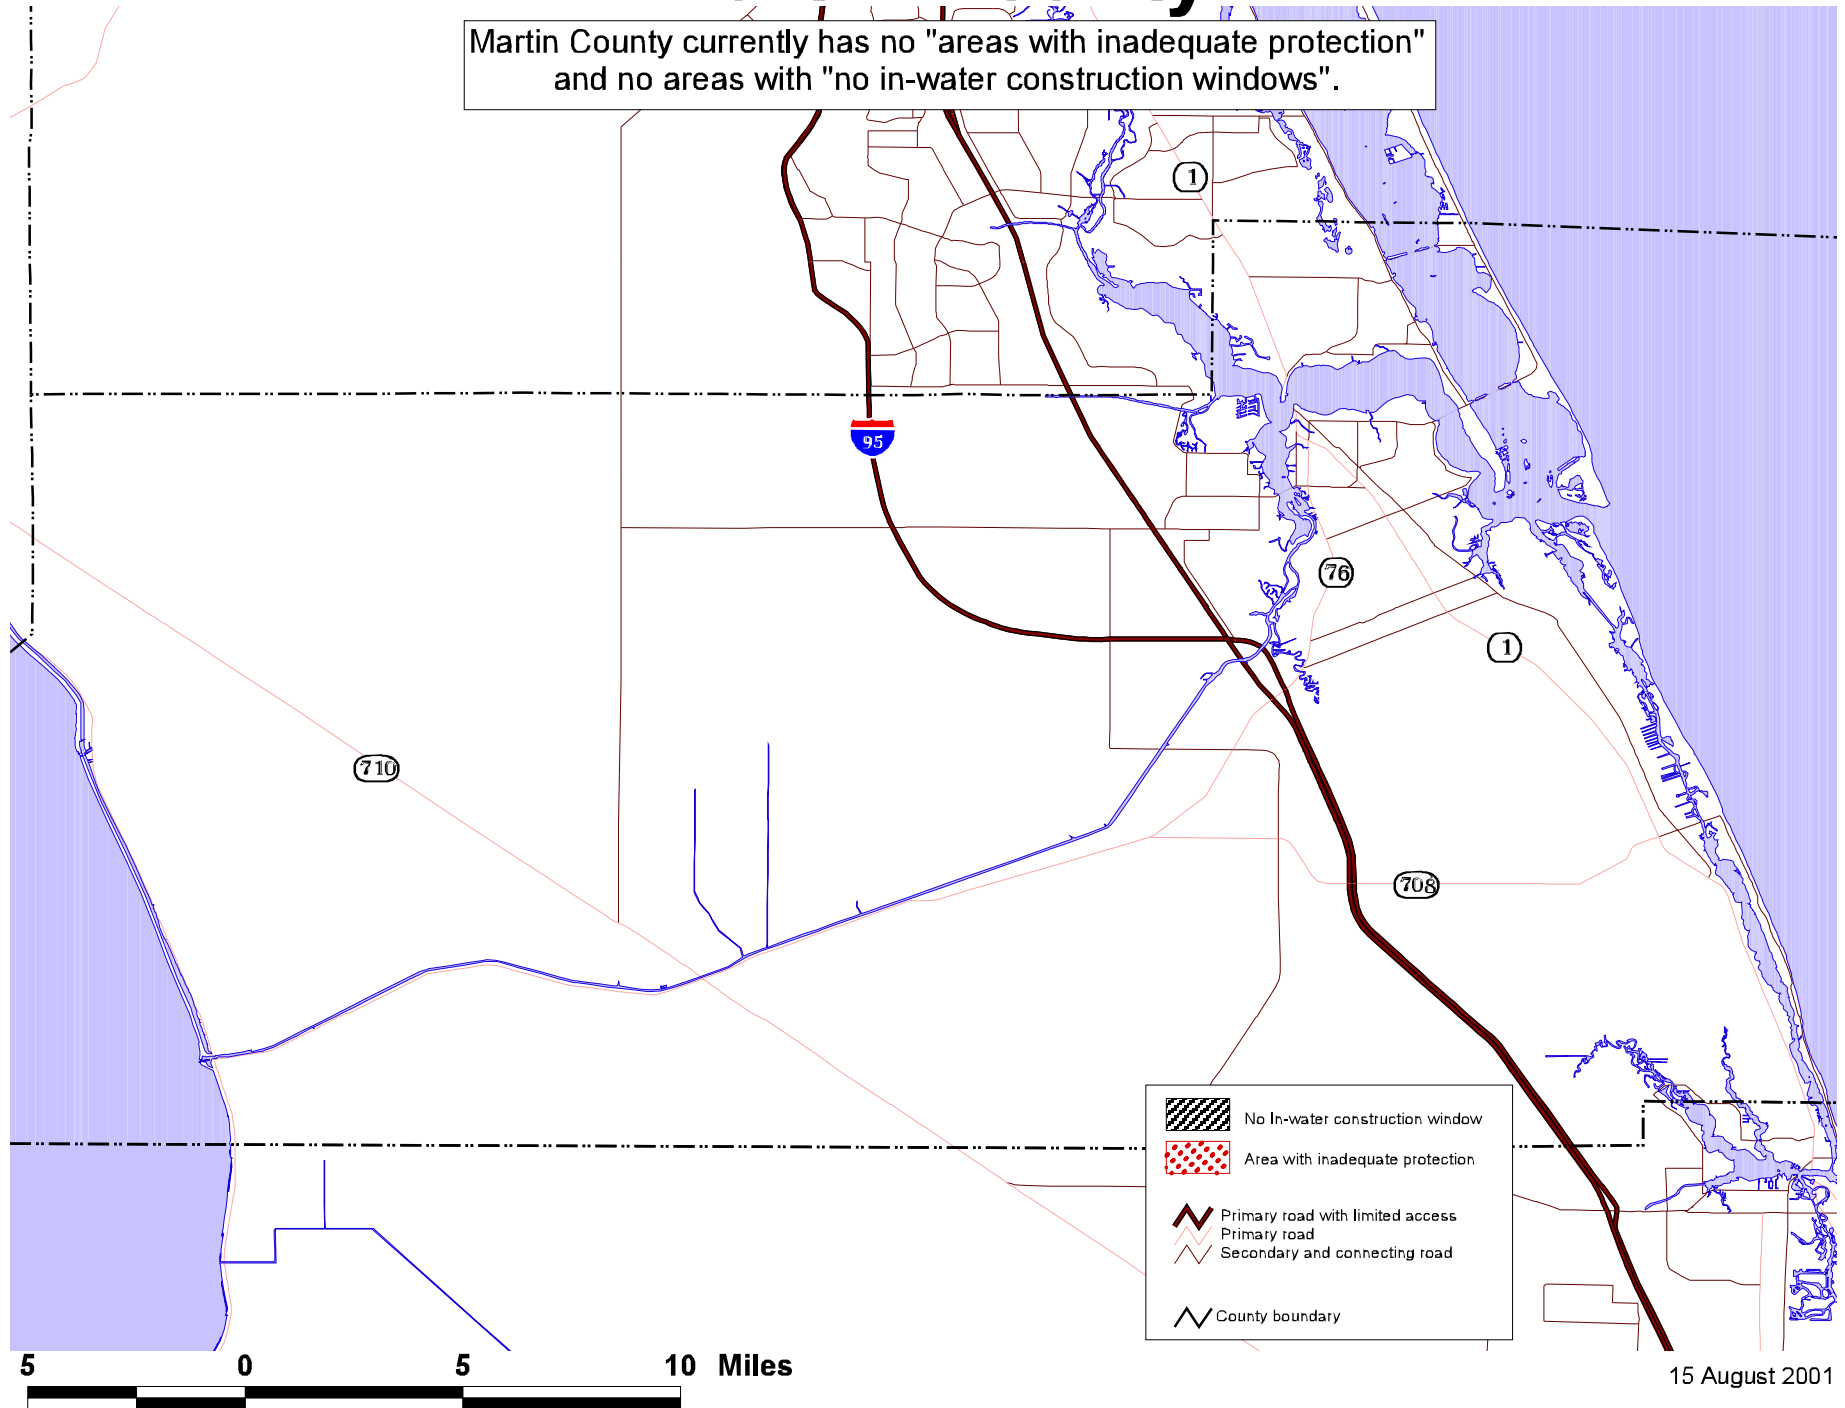 Martin County currently has no "areas with inadequate protection"
and no areas with "no in-water construction windows".
1
95
76
1
710
708
No In-water construction window
Area with inadequate protection
Primary road with limited access
Primary road
Secondary and connecting road
County boundary
5 0 5 10 Miles
15 August 2001